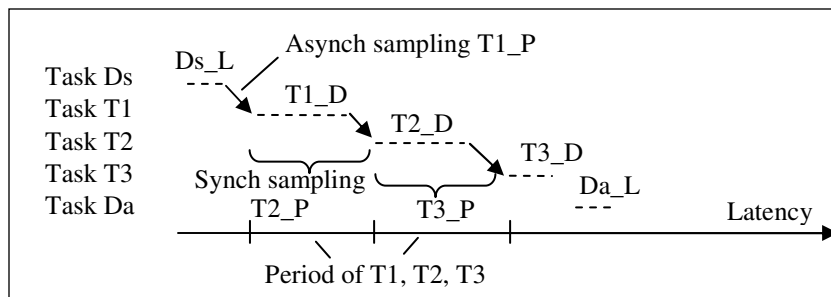 Asynch sampling T1_P
Ds_L
Task Ds
T1_D
Task T1
T2_D
Task T2
T3_D
Task T3
Synch sampling
Da_L
Task Da
T2_P
T3_P
Latency
Period of T1, T2, T3